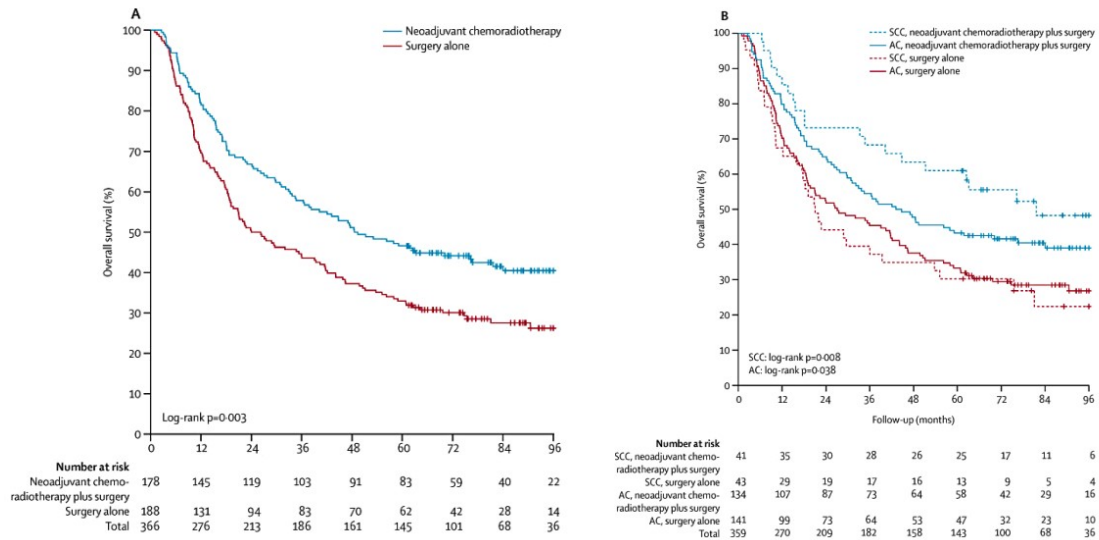 A
Neoadjuvant chemoradiotherapy
Surgery alone
100
90
80
70
60
50
40
30
20
10
0
Overall survival (%)
Log-rank p=0·003
0 12 24 36 48 60 72 84 96
Number at risk
Neoadjuvant chemo-
radiotherapy plus surgery
178 145 119 103 91 83 59 40 22
Surgery alone 188 131 94 83 70 62 42 28 14
Total 366 276 213 186 161 145 101 68 36
B
SCC, neoadjuvant chemoradiotherapy plus surgery
AC, neoadjuvant chemoradiotherapy plus surgery
SCC, surgery alone
AC, surgery alone
100
90
80
70
60
50
40
30
20
10
0
Overall survival (%)
SCC: log-rank p=0·008
AC: log-rank p=0·038
0 12 24 36 48 60 72 84 96
Follow-up (months)
Number at risk
SCC, neoadjuvant chemo-
radiotherapy plus surgery
41 35 30 28 26 25 17 11 6
SCC, surgery alone 43 29 19 17 16 13 9 5 4
AC, neoadjuvant chemo-
radiotherapy plus surgery
134 107 87 73 64 58 42 29 16
AC, surgery alone 141 99 73 64 53 47 32 23 10
Total 359 270 209 182 158 143 100 68 36